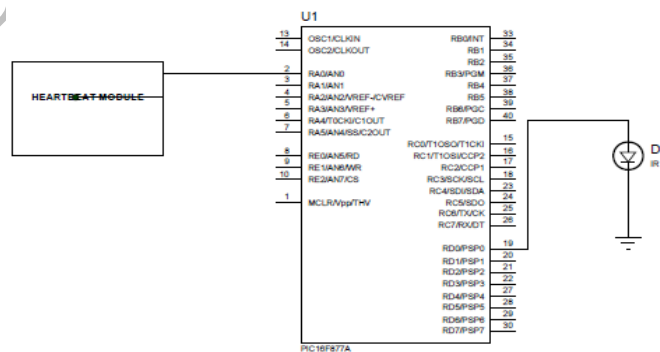 U1
13 OSC1/CLKIN RB0/INT 33
14 OSC2/CLKOUT RB1 34
RB2 35
2 RA0/AN0 RB3/PGM 36
3 RA1/AN1 RB4 37
4 RA2/AN2/VREF-/CVREF RB5 38
5 RA3/AN3/VREF+ RB6/PGC 39
6 RA4/T0CKI/C1OUT RB7/PGD 40
7 RA5/AN4/SS/C2OUT
RC0/T1OSO/T1CKI 15
8 RE0/AN5/RD RC1/T1OSI/CCP2 16
9 RE1/AN6/WR RC2/CCP1 17
10 RE2/AN7/CS RC3/SCK/SCL 18
RC4/SDI/SDA 23
1 MCLR/Vpp/THV RC5/SDO 24
RC6/TX/CK 25
RC7/RX/DT 26
RD0/PSP0 19
RD1/PSP1 20
RD2/PSP2 21
RD3/PSP3 22
RD4/PSP4 27
RD5/PSP5 28
RD6/PSP6 29
RD7/PSP7 30
PIC16F877A
HEARTBEAT MODULE
D
IR